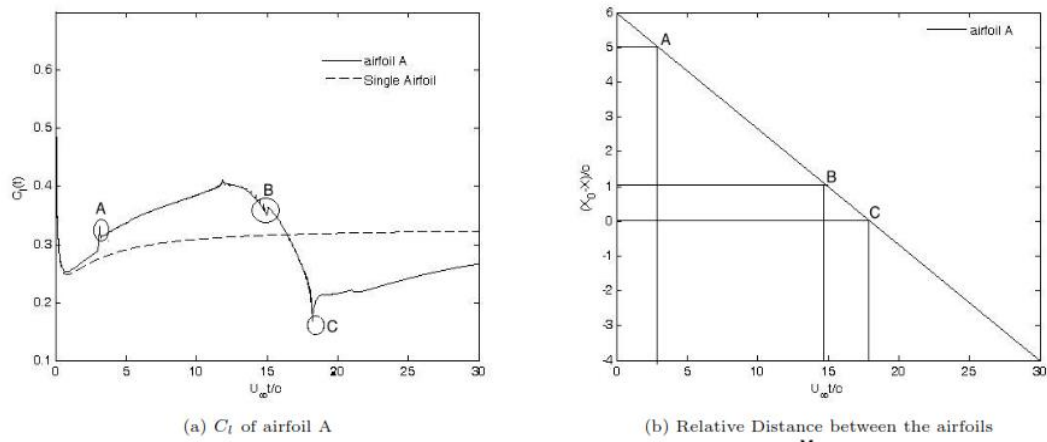 0.6
0.5
0.4
0.3
0.2
0.1
C_l(t)
airfoil A
Single Airfoil
A
B
C
0 5 10 15 20 25 30
U∞t/c
(a) C_l of airfoil A
6
5
4
3
2
1
0
-1
-2
-3
-4
(X_0-X)/c
airfoil A
A
B
C
0 5 10 15 20 25 30
U∞t/c
(b) Relative Distance between the airfoils
M